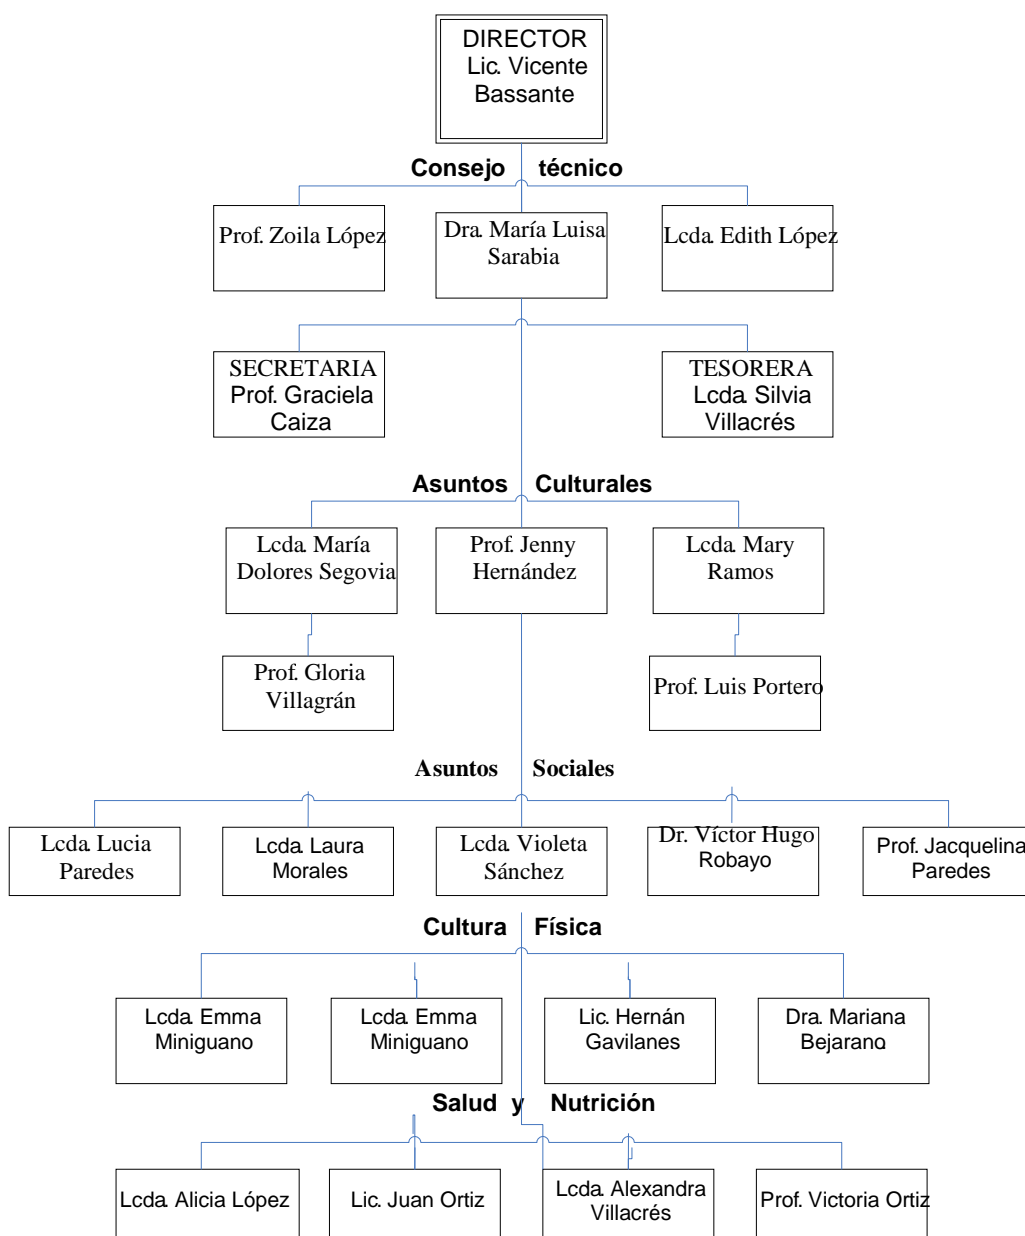 DIRECTOR
Lic. Vicente
Bassante
Consejo técnico
Prof. Zoila López
Dra. María Luisa
Sarabia
Lcda. Edith López
SECRETARIA
Prof. Graciela
Caiza
TESORERA
Lcda. Silvia
Villacrés
Asuntos Culturales
Lcda. María
Dolores Segovia
Prof. Jenny
Hernández
Lcda. Mary
Ramos
Prof. Gloria
Villagrán
Prof. Luis Portero
Asuntos Sociales
Lcda. Lucia
Paredes
Lcda. Laura
Morales
Lcda. Violeta
Sánchez
Dr. Víctor Hugo
Robayo
Prof. Jacquelina
Paredes
Cultura Física
Lcda. Emma
Miniguano
Lcda. Emma
Miniguano
Lic. Hernán
Gavilanes
Dra. Mariana
Bejarano.
Salud y Nutrición
Lcda. Alicia López
Lic. Juan Ortiz
Lcda. Alexandra
Villacrés
Prof. Victoria Ortiz